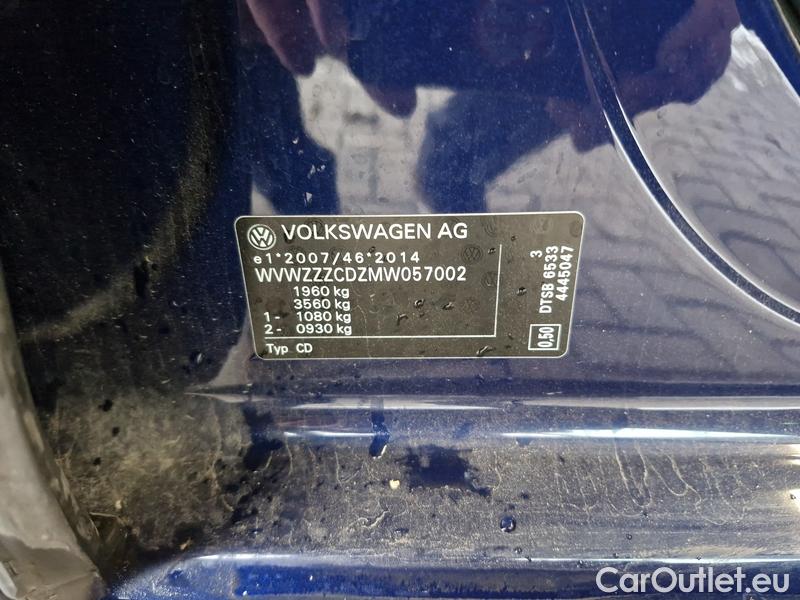 VOLKSWAGEN AG
e1*2007/46*2014
WVWZZZCDZMW057002
1960 kg
3560 kg
1- 1080 kg
2- 0930 kg
Typ CD
3
DTSB 6533
4445047
0,50
CarOutlet.eu